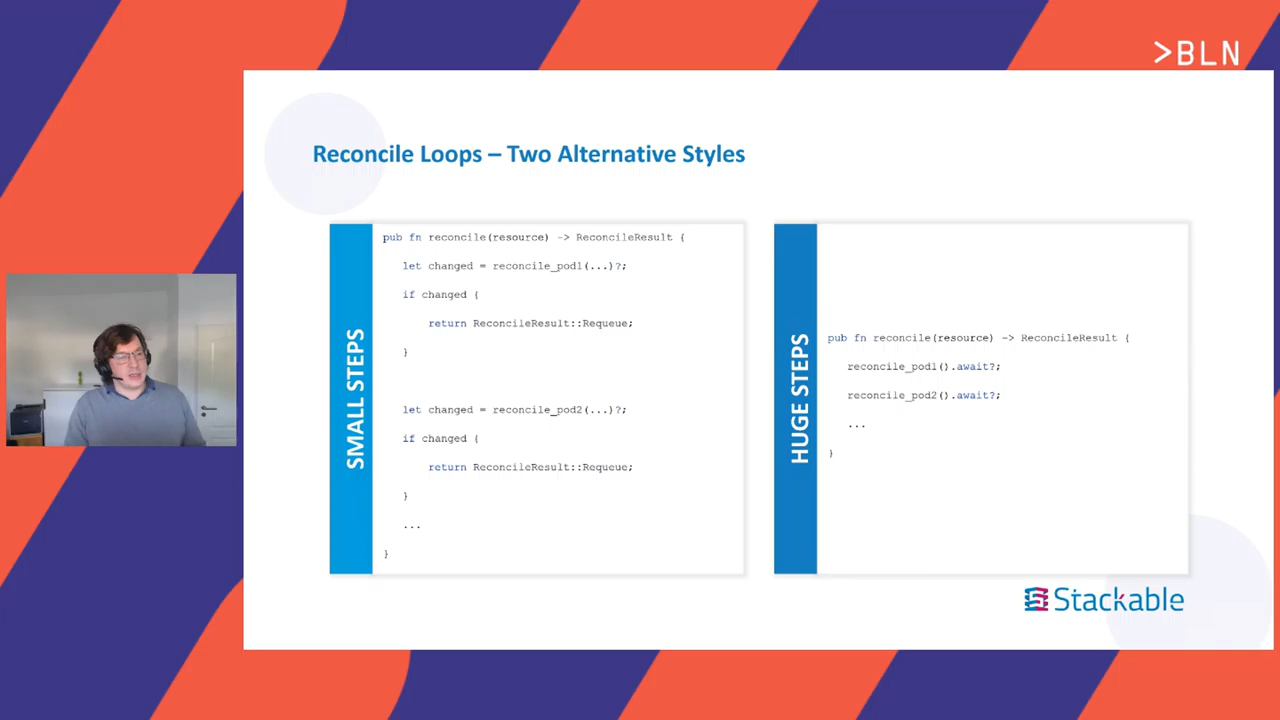 >BLN
Reconcile Loops – Two Alternative Styles
SMALL STEPS
pub fn reconcile(resource) -> ReconcileResult {
let changed = reconcile_pod1(...)?;
if changed {
return ReconcileResult::Requeue;
}
let changed = reconcile_pod2(...)?;
if changed {
return ReconcileResult::Requeue;
}
...
}
HUGE STEPS
pub fn reconcile(resource) -> ReconcileResult {
reconcile_pod1().await?;
reconcile_pod2().await?;
...
}
Stackable